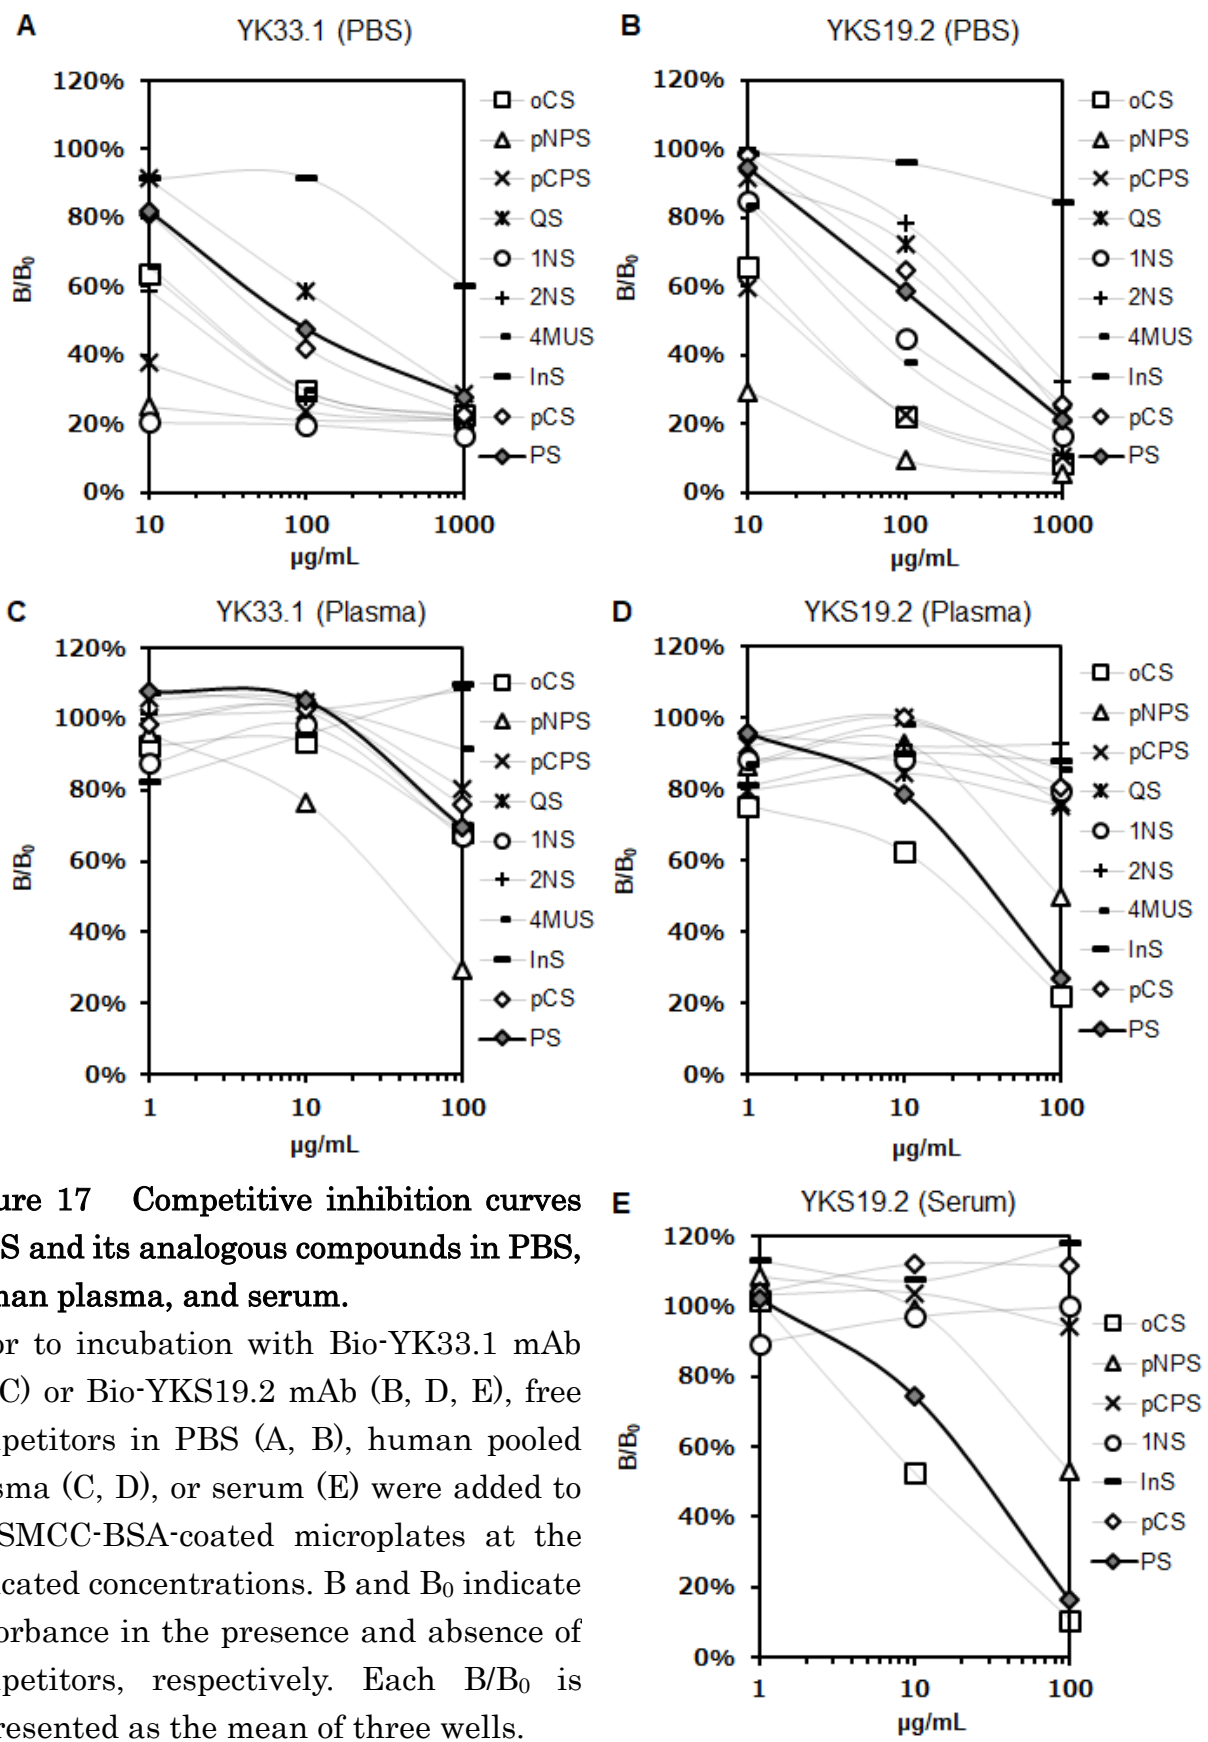 A
YK33.1 (PBS)
120%
100%
80%
60%
40%
20%
0%
B/B0
10
100
1000
µg/mL
oCS
pNPS
pCPS
QS
1NS
2NS
4MUS
InS
pCS
PS
B
YKS19.2 (PBS)
120%
100%
80%
60%
40%
20%
0%
B/B0
10
100
1000
µg/mL
oCS
pNPS
pCPS
QS
1NS
2NS
4MUS
InS
pCS
PS
C
YK33.1 (Plasma)
120%
100%
80%
60%
40%
20%
0%
B/B0
1
10
100
µg/mL
oCS
pNPS
pCPS
QS
1NS
2NS
4MUS
InS
pCS
PS
D
YKS19.2 (Plasma)
120%
100%
80%
60%
40%
20%
0%
B/B0
1
10
100
µg/mL
oCS
pNPS
pCPS
QS
1NS
2NS
4MUS
InS
pCS
PS
ure 17 Competitive inhibition curves
S and its analogous compounds in PBS,
man plasma, and serum.
or to incubation with Bio-YK33.1 mAb
C) or Bio-YKS19.2 mAb (B, D, E), free
petitors in PBS (A, B), human pooled
sma (C, D), or serum (E) were added to
SMCC-BSA-coated microplates at the
icated concentrations. B and B0 indicate
orbance in the presence and absence of
petitors, respectively. Each B/B0 is
resented as the mean of three wells.
E
YKS19.2 (Serum)
120%
100%
80%
60%
40%
20%
0%
B/B0
1
10
100
µg/mL
oCS
pNPS
pCPS
1NS
InS
pCS
PS